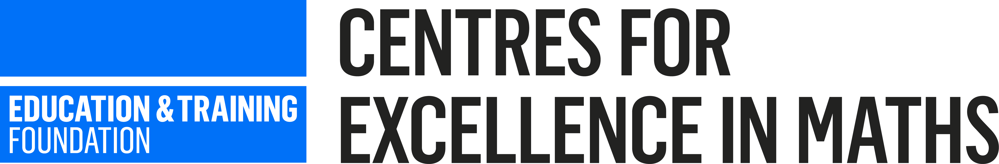 EDUCATION & TRAINING
FOUNDATION
CENTRES FOR
EXCELLENCE IN MATHS